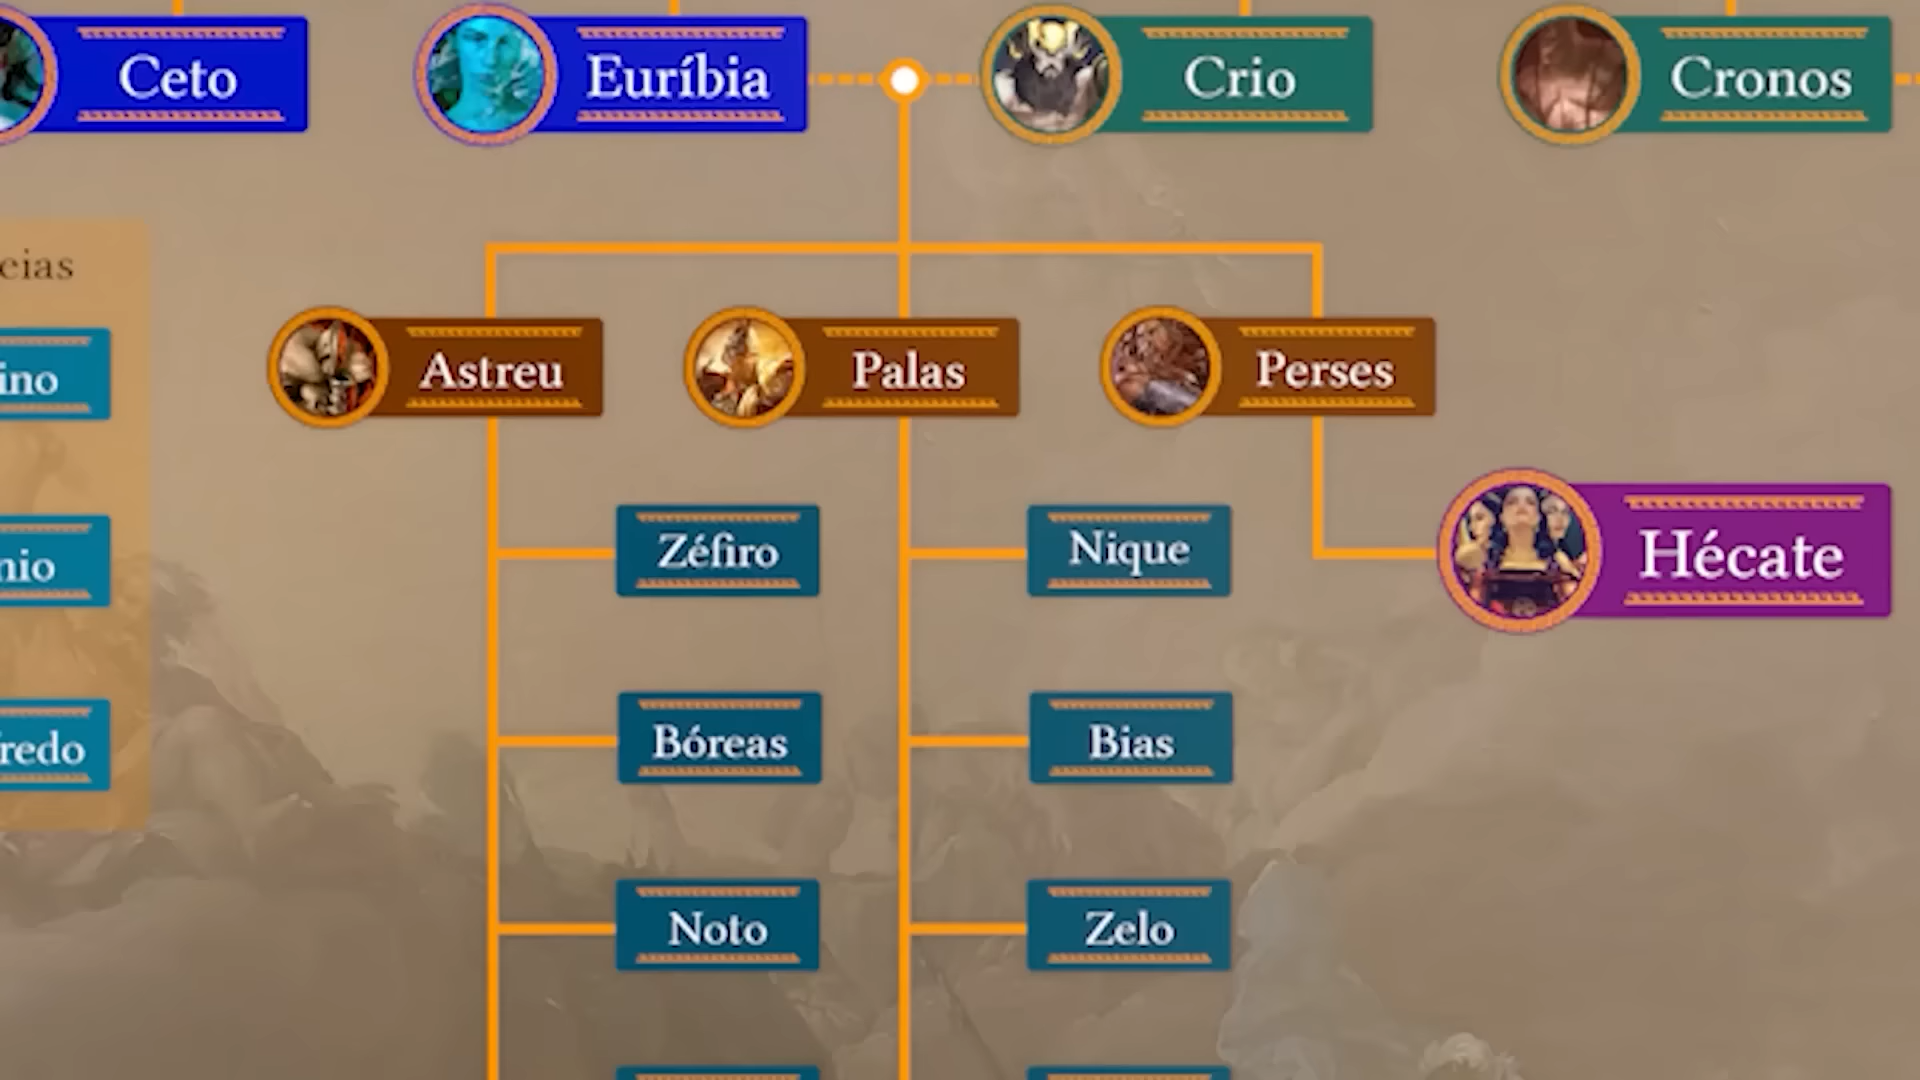 Ceto
Euríbia
Crio
Cronos
Astreu
Palas
Perses
Zéfiro
Nique
Hécate
Bóreas
Bias
Noto
Zelo